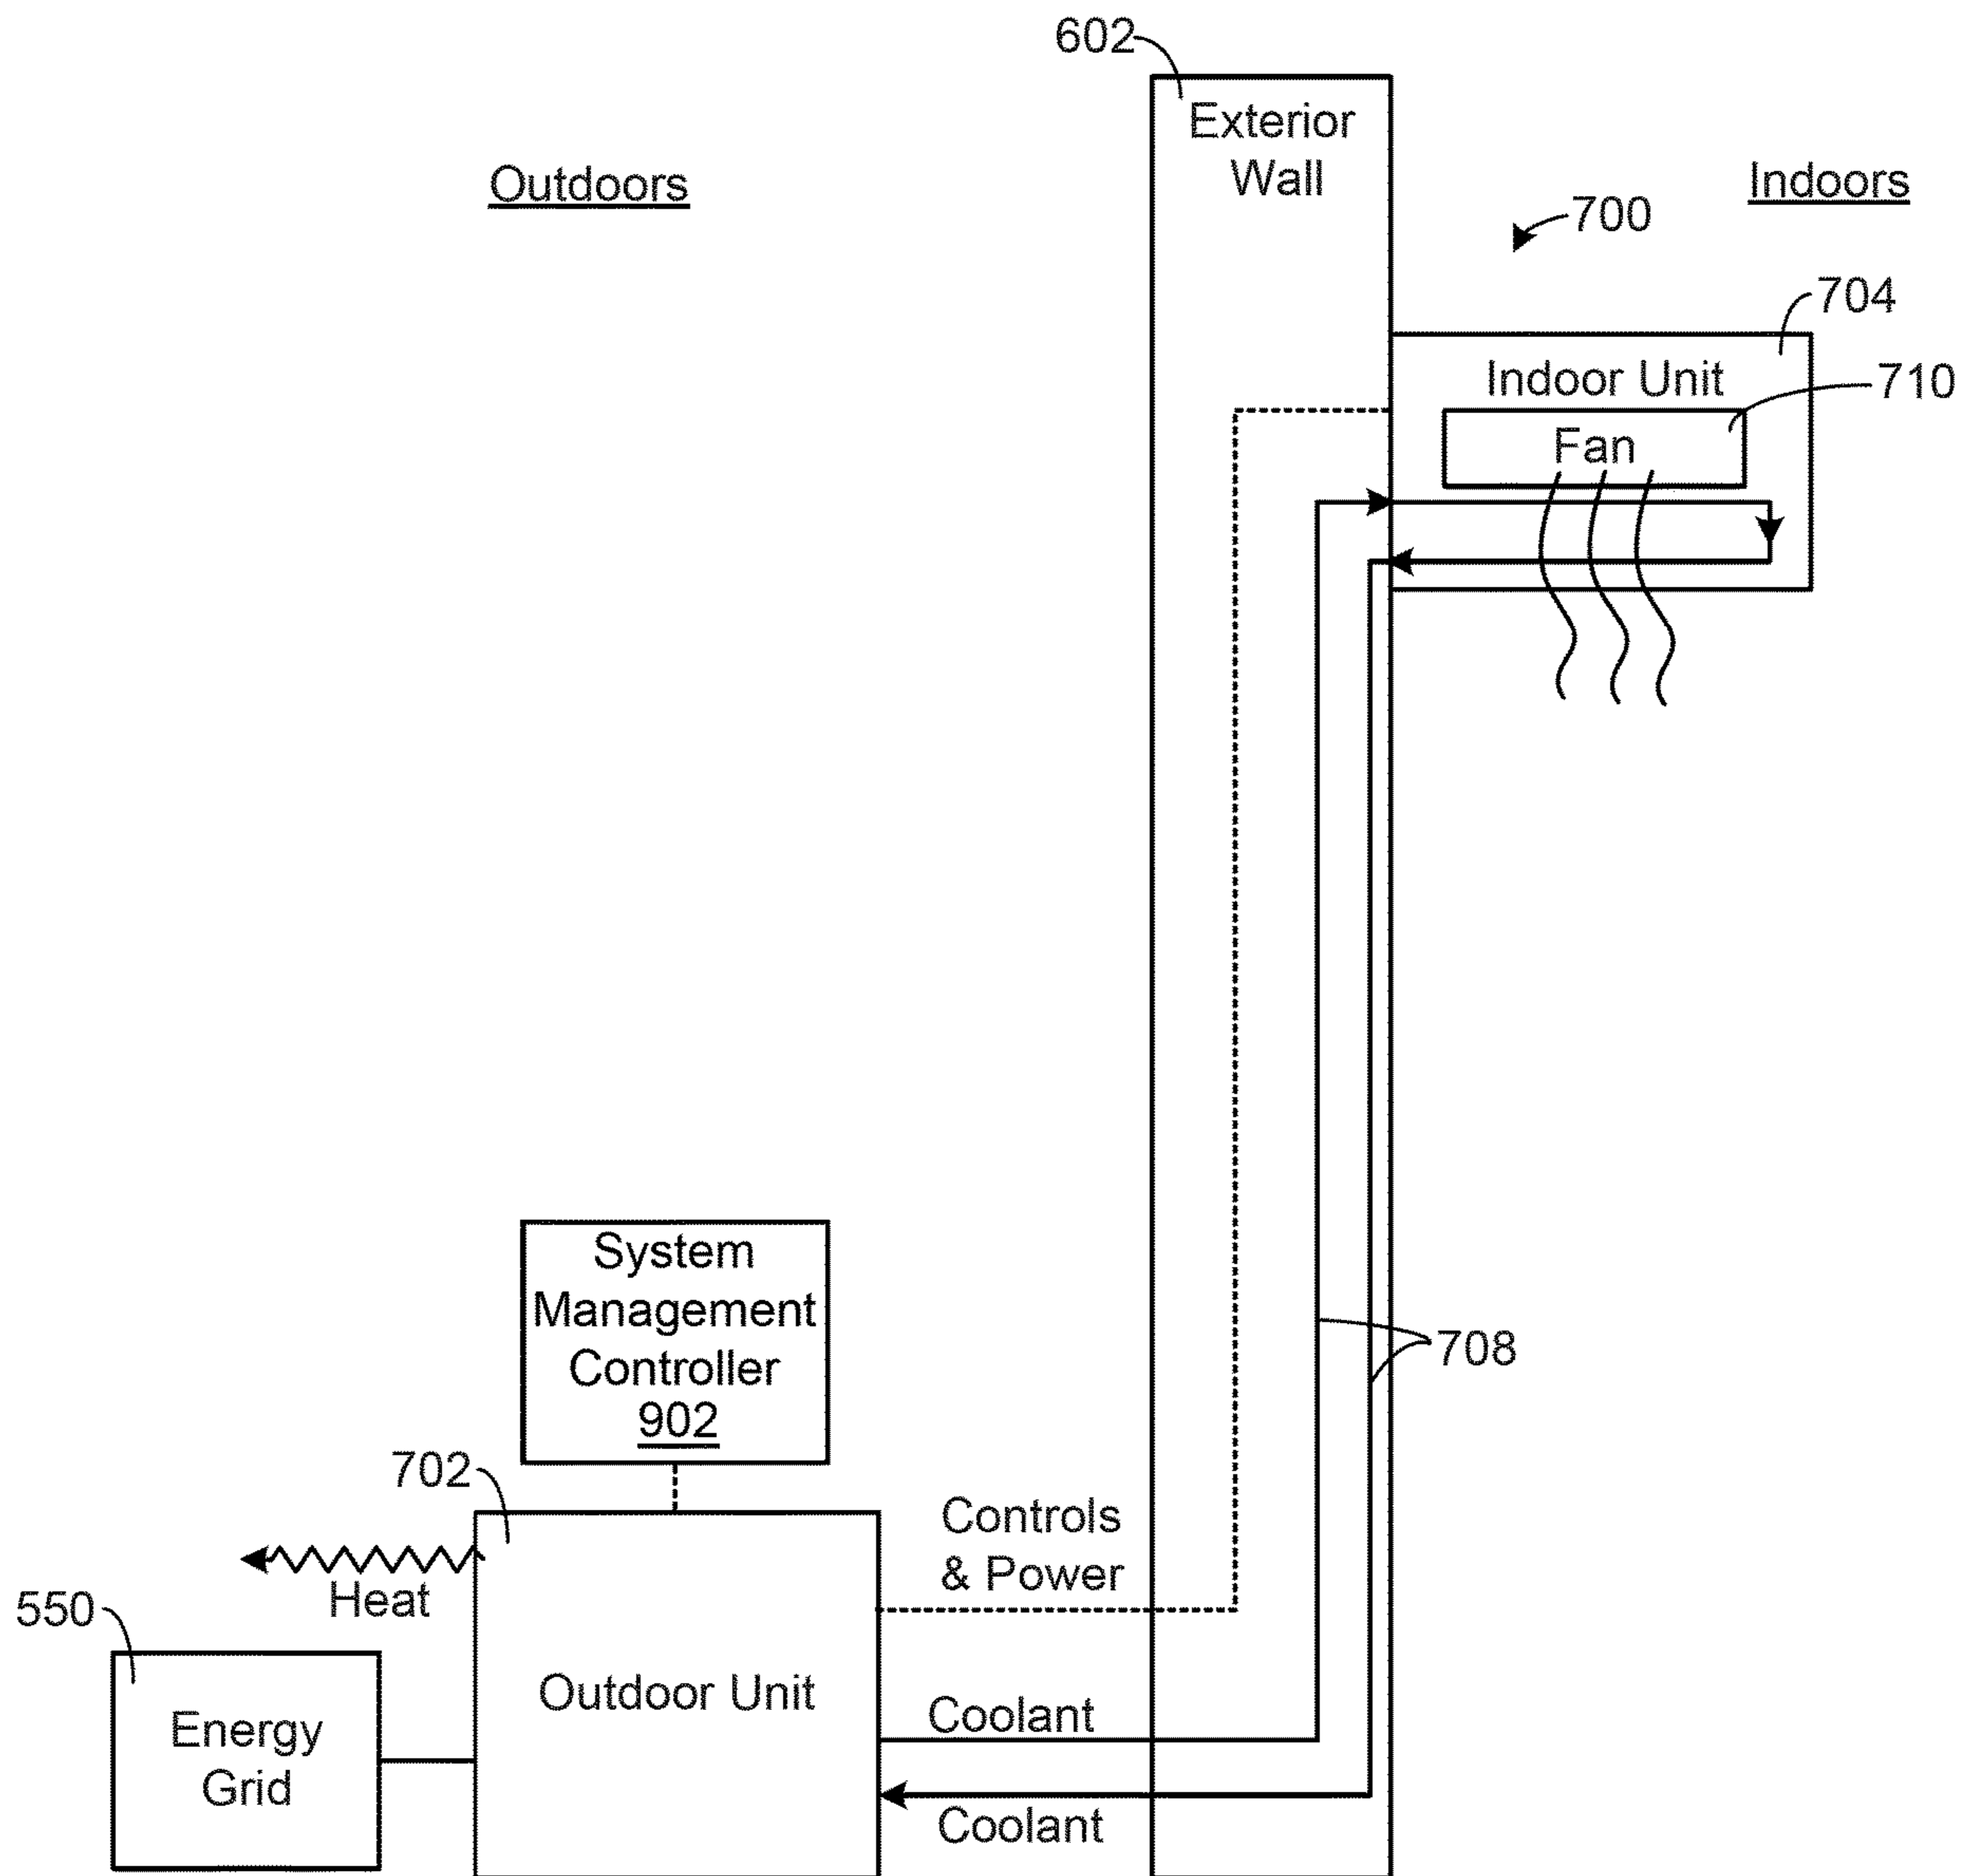 602
Exterior
Wall
Outdoors
Indoors
700
704
Indoor Unit
710
Fan
708
System
Management
Controller
902
702
Controls
& Power
Heat
550
Outdoor Unit
Energy
Grid
Coolant
Coolant